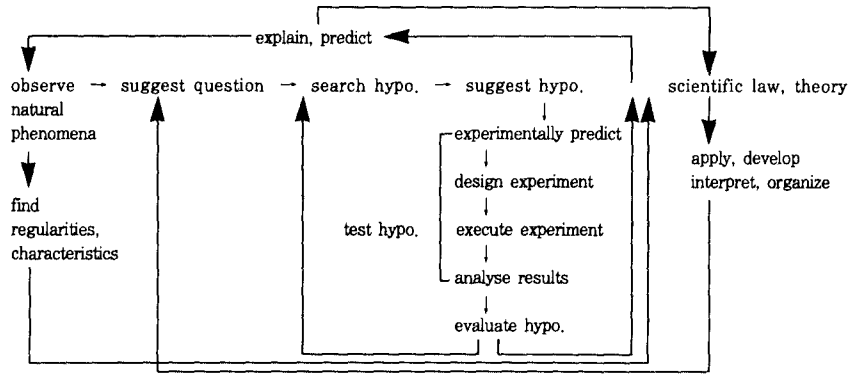 explain, predict
observe → suggest question → search hypo. → suggest hypo. scientific law, theory
natural
phenomena
experimentally predict
apply, develop
interpret, organize
design experiment
find
regularities,
characteristics
test hypo.
execute experiment
analyse results
evaluate hypo.